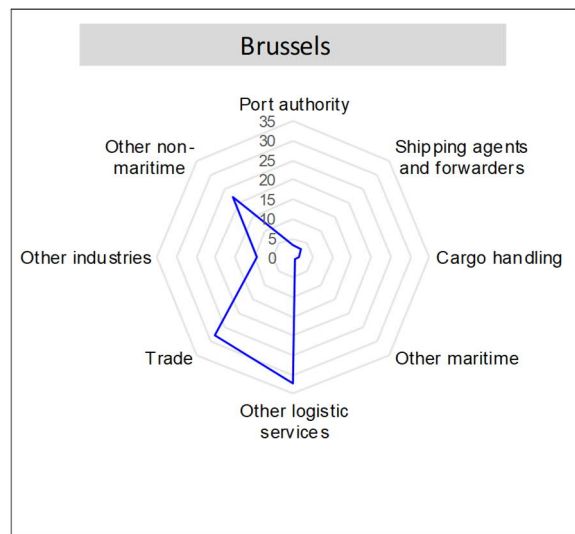 Brussels
Port authority
35
30
25
20
15
10
5
0
Shipping agents
and forwarders
Cargo handling
Other maritime
Other logistic
services
Trade
Other industries
Other non-
maritime